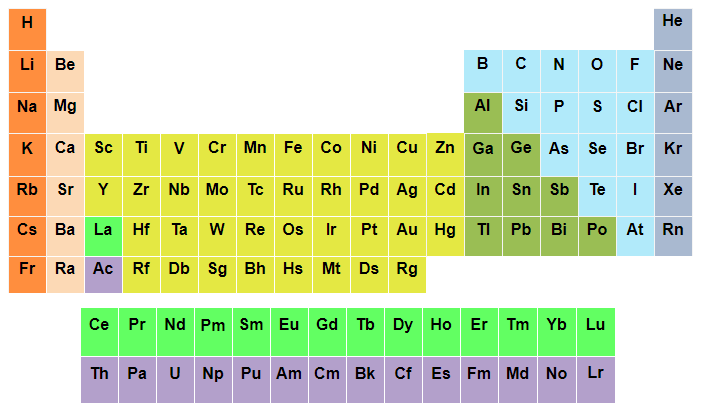 H He
Li Be B C N O F Ne
Na Mg Al Si P S Cl Ar
K Ca Sc Ti V Cr Mn Fe Co Ni Cu Zn Ga Ge As Se Br Kr
Rb Sr Y Zr Nb Mo Tc Ru Rh Pd Ag Cd In Sn Sb Te I Xe
Cs Ba La Hf Ta W Re Os Ir Pt Au Hg Tl Pb Bi Po At Rn
Fr Ra Ac Rf Db Sg Bh Hs Mt Ds Rg
Ce Pr Nd Pm Sm Eu Gd Tb Dy Ho Er Tm Yb Lu
Th Pa U Np Pu Am Cm Bk Cf Es Fm Md No Lr